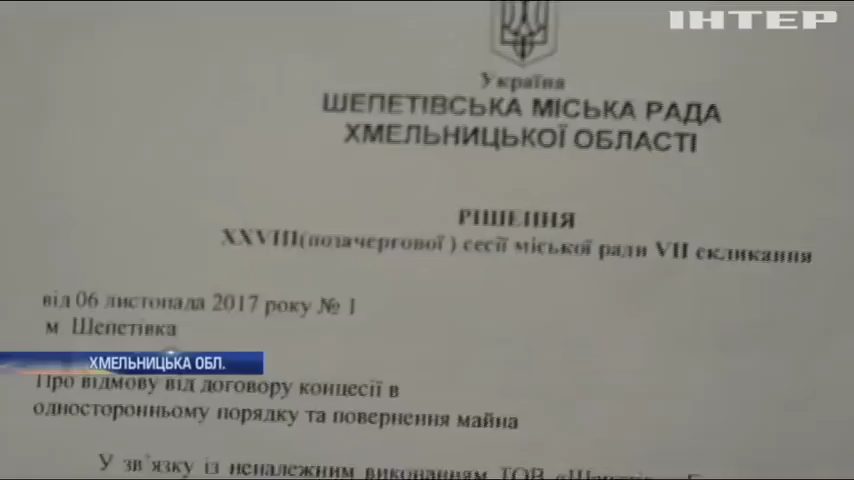 ІНТЕР
Україна
ШЕПЕТІВСЬКА МІСЬКА РАДА
ХМЕЛЬНИЦЬКОЇ ОБЛАСТІ
РІШЕННЯ
XXVIII(позачергової ) сесії міської ради VII скликання
від 06 листопада 2017 року № 1
м Шепетівка
ХМЕЛЬНИЦЬКА ОБЛ.
Про відмову від договору концесії в
односторонньому порядку та повернення майна
У зв'язку із неналежним виконанням ТОВ